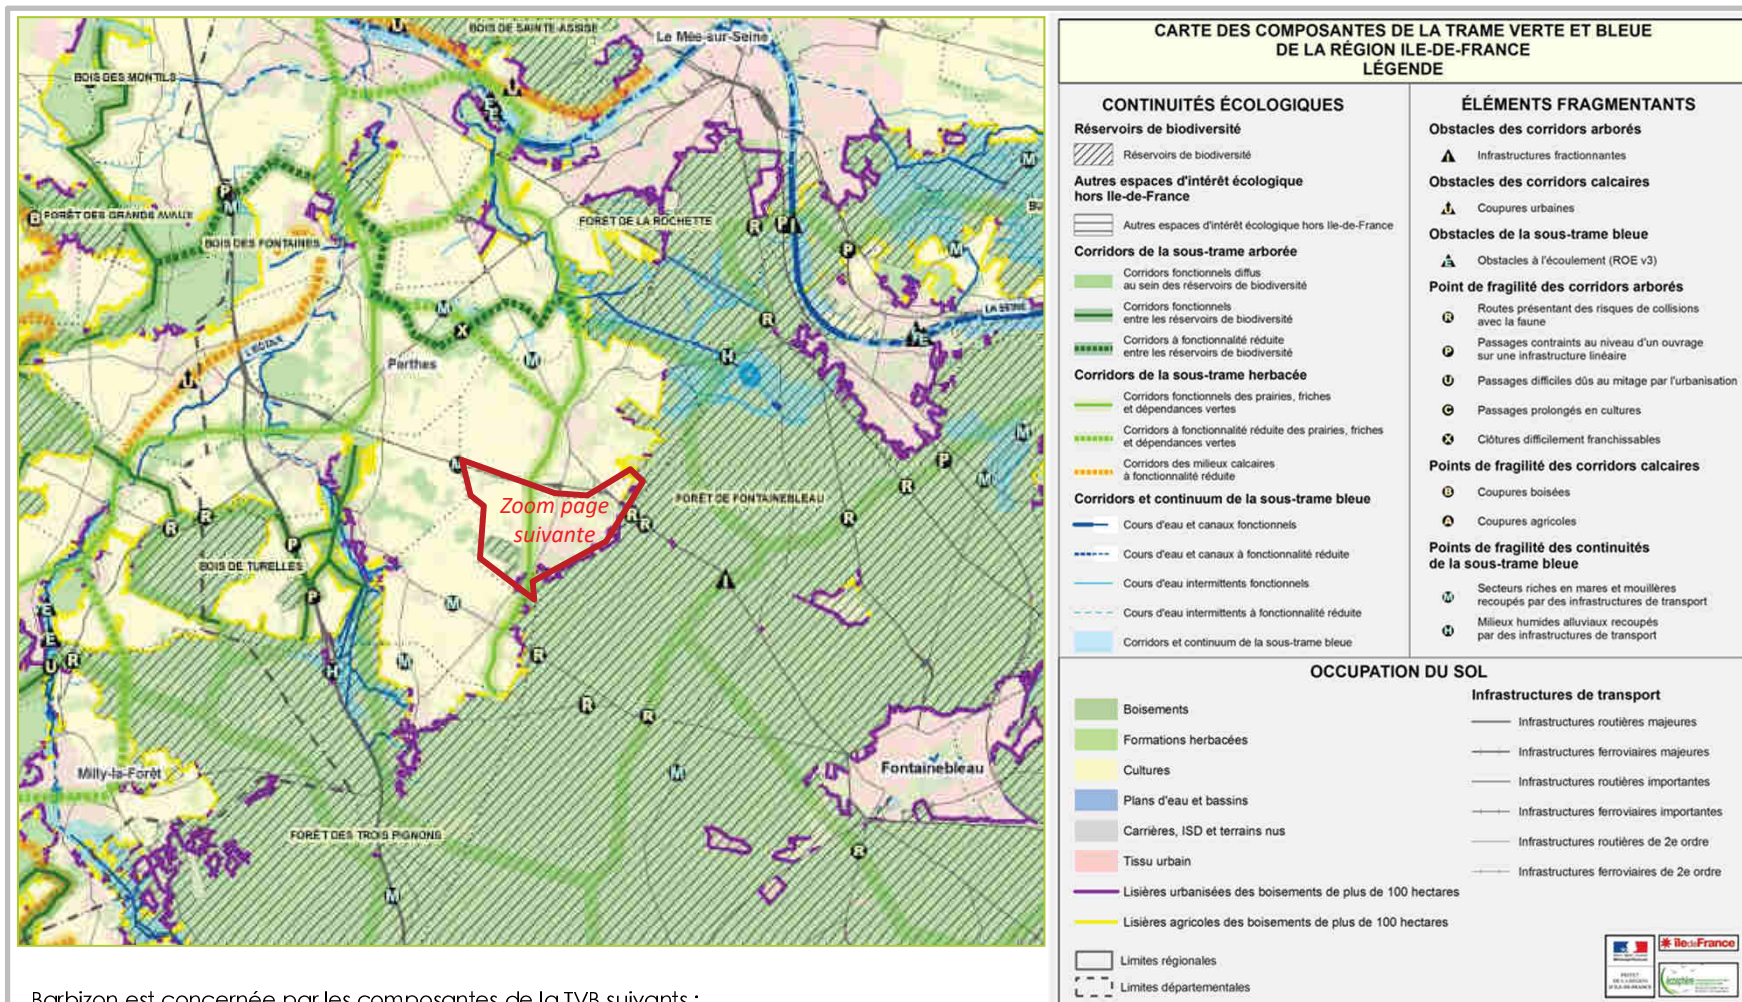 BOIS DE SAINTE-ASSISE
Le Mée-sur-Seine
BOIS DES MONTILS
FORÊT DES GRANDS AVAUX
BOIS DES FONTAINES
FORÊT DE LA ROCHETTE
LA SEINE
L'ECOLE
Perthes
Zoom page
suivante
FORÊT DE FONTAINEBLEAU
BOIS DE TURELLES
Milly-la-Forêt
Fontainebleau
FORÊT DES TROIS PIGNONS
Barbizon est concernée par les composantes de la TVB suivants :
CARTE DES COMPOSANTES DE LA TRAME VERTE ET BLEUE
DE LA RÉGION ILE-DE-FRANCE
LÉGENDE
CONTINUITÉS ÉCOLOGIQUES
Réservoirs de biodiversité
Réservoirs de biodiversité
Autres espaces d'intérêt écologique
hors Ile-de-France
Autres espaces d'intérêt écologique hors Ile-de-France
Corridors de la sous-trame arborée
Corridors fonctionnels diffus
au sein des réservoirs de biodiversité
Corridors fonctionnels
entre les réservoirs de biodiversité
Corridors à fonctionnalité réduite
entre les réservoirs de biodiversité
Corridors de la sous-trame herbacée
Corridors fonctionnels des prairies, friches
et dépendances vertes
Corridors à fonctionnalité réduite des prairies, friches
et dépendances vertes
Corridors des milieux calcaires
à fonctionnalité réduite
Corridors et continuum de la sous-trame bleue
Cours d'eau et canaux fonctionnels
Cours d'eau et canaux à fonctionnalité réduite
Cours d'eau intermittents fonctionnels
Cours d'eau intermittents à fonctionnalité réduite
Corridors et continuum de la sous-trame bleue
ÉLÉMENTS FRAGMENTANTS
Obstacles des corridors arborés
Infrastructures fractionnantes
Obstacles des corridors calcaires
Coupures urbaines
Obstacles de la sous-trame bleue
Obstacles à l'écoulement (ROE v3)
Point de fragilité des corridors arborés
R Routes présentant des risques de collisions
avec la faune
P Passages contraints au niveau d'un ouvrage
sur une infrastructure linéaire
U Passages difficiles dûs au mitage par l'urbanisation
C Passages prolongés en cultures
X Clôtures difficilement franchissables
Points de fragilité des corridors calcaires
B Coupures boisées
A Coupures agricoles
Points de fragilité des continuités
de la sous-trame bleue
M Secteurs riches en mares et mouillères
recoupés par des infrastructures de transport
H Milieux humides alluviaux recoupés
par des infrastructures de transport
OCCUPATION DU SOL
Boisements
Formations herbacées
Cultures
Plans d'eau et bassins
Carrières, ISD et terrains nus
Tissu urbain
Lisières urbanisées des boisements de plus de 100 hectares
Lisières agricoles des boisements de plus de 100 hectares
Limites régionales
Limites départementales
Infrastructures de transport
Infrastructures routières majeures
Infrastructures ferroviaires majeures
Infrastructures routières importantes
Infrastructures ferroviaires importantes
Infrastructures routières de 2e ordre
Infrastructures ferroviaires de 2e ordre
îledeFrance